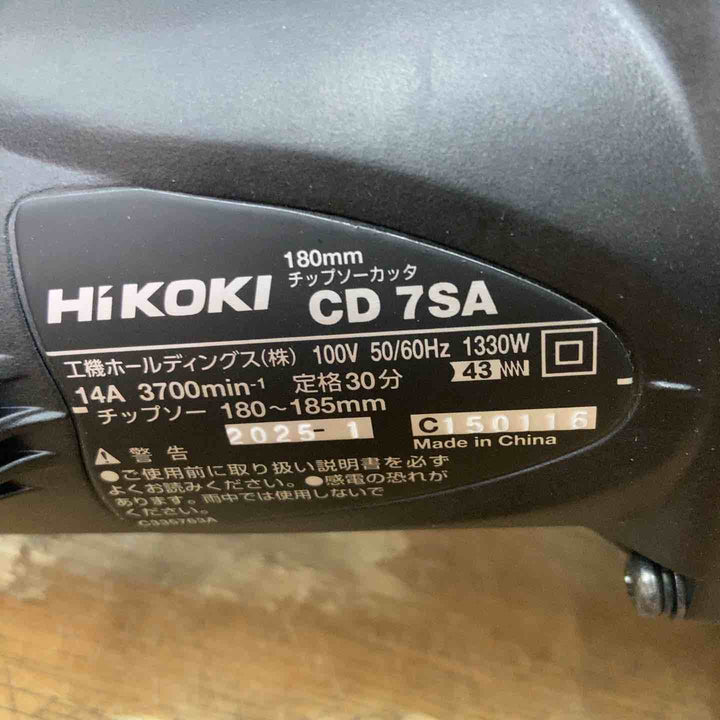 180mm
チップソーカッタ
HiKOKI CD 7SA
工機ホールディングス(株) 100V 50/60Hz 1330W
14A 3700min-1 定格30分 43
チップソー 180～185mm
2025-1 C150116
Made in China
警告
●ご使用前に取り扱い説明書を必ず
よくお読みください。●感電の恐れが
あります。雨中では使用しないで
ください。
C336763A